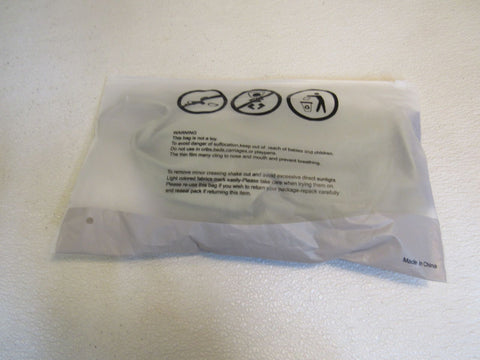 WARNING
This bag is not a toy.
To avoid danger of suffocation,keep out of reach of babies and children.
Do not use in cribs,beds,carriages,or playpens.
The thin film many cling to nose and mouth and prevent breathing.
To remove minor creasing shake out and avoid excessive direct sunlight.
Light colored fabrics mark easily-Please take care when trying them on.
Please re-use this bag if you wish to return your package-repack carefully
and reseal pack if returning this item.
Made in China